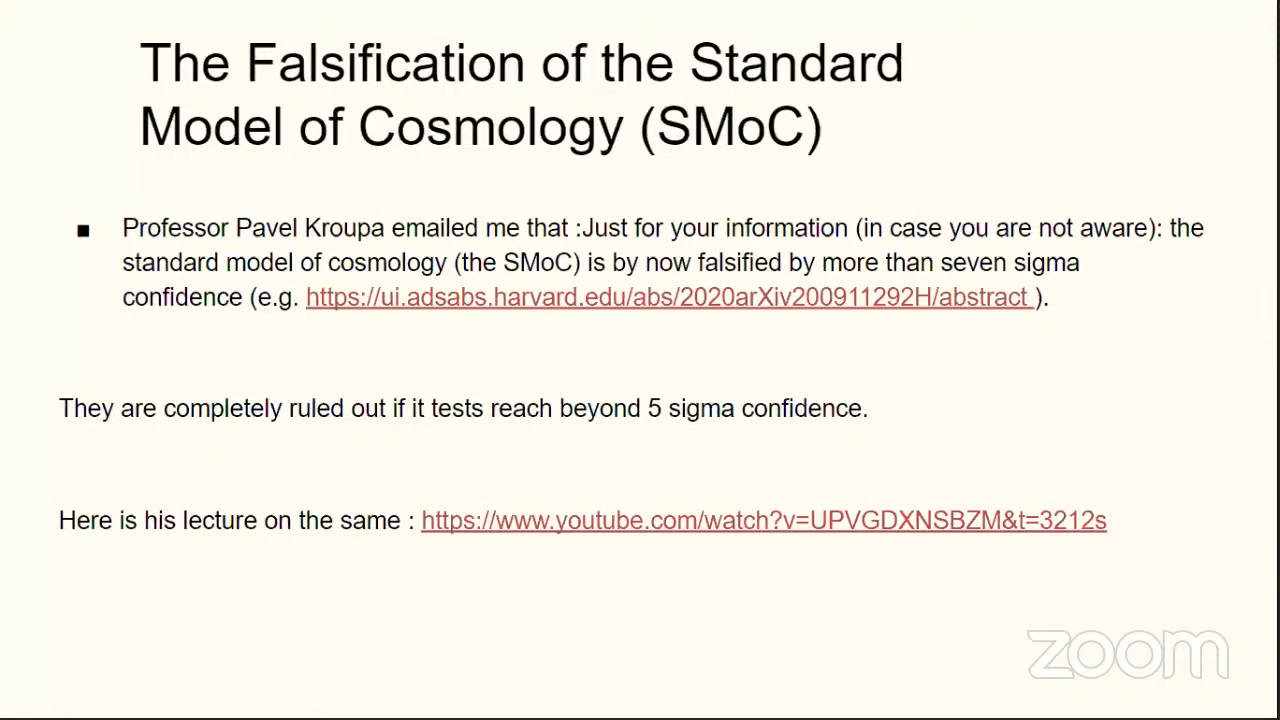 The Falsification of the Standard
Model of Cosmology (SMoC)
■ Professor Pavel Kroupa emailed me that :Just for your information (in case you are not aware): the
standard model of cosmology (the SMoC) is by now falsified by more than seven sigma
confidence (e.g. https://ui.adsabs.harvard.edu/abs/2020arXiv200911292H/abstract ).
They are completely ruled out if it tests reach beyond 5 sigma confidence.
Here is his lecture on the same : https://www.youtube.com/watch?v=UPVGDXNSBZM&t=3212s
zoom